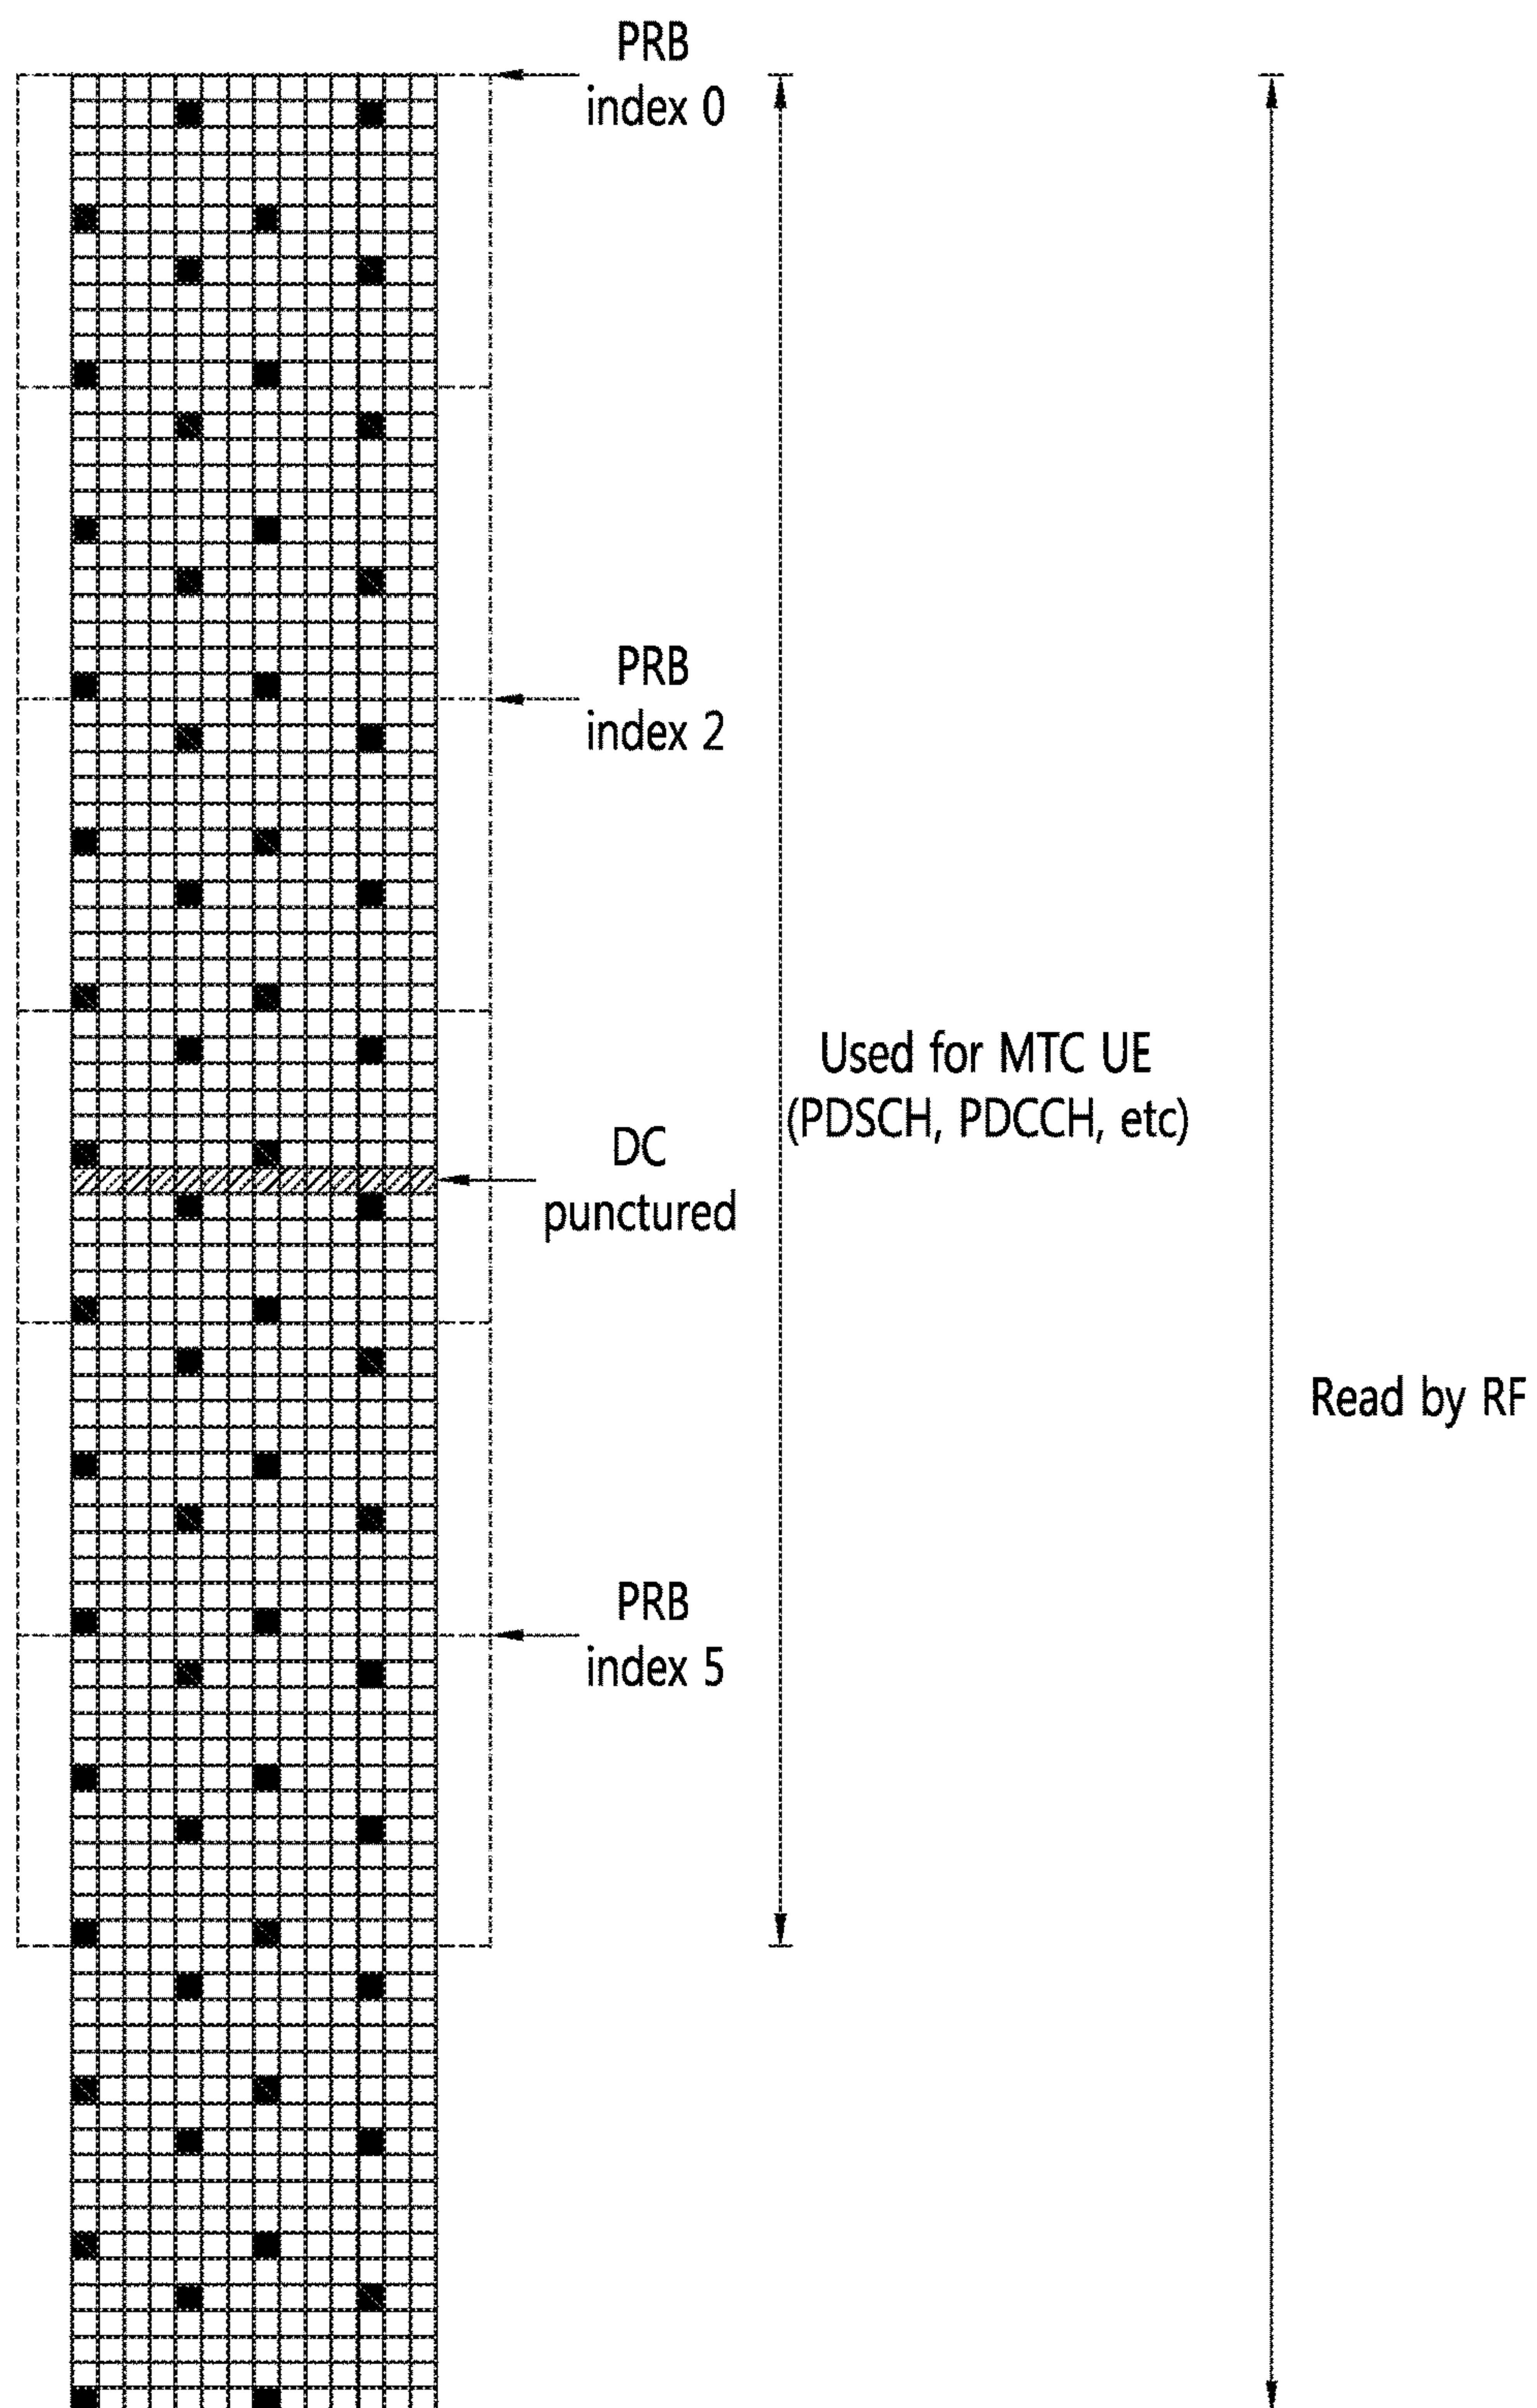 PRB
index 0
PRB
index 2
Used for MTC UE
(PDSCH, PDCCH, etc)
DC
punctured
Read by RF
PRB
index 5